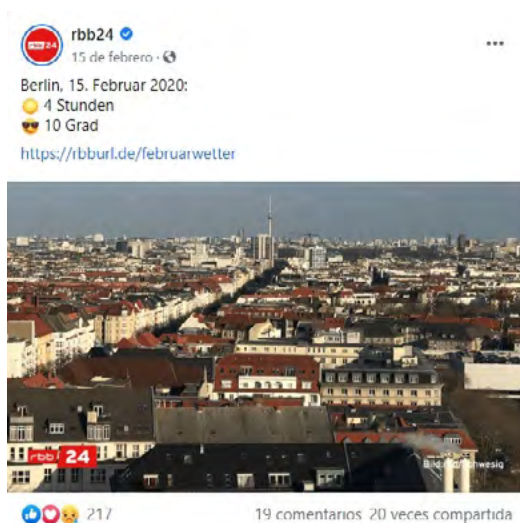 rbb24
15 de febrero
Berlin, 15. Februar 2020:
4 Stunden
10 Grad
https://rbburl.de/februarwetter
rbb 24
217
19 comentarios 20 veces compartida